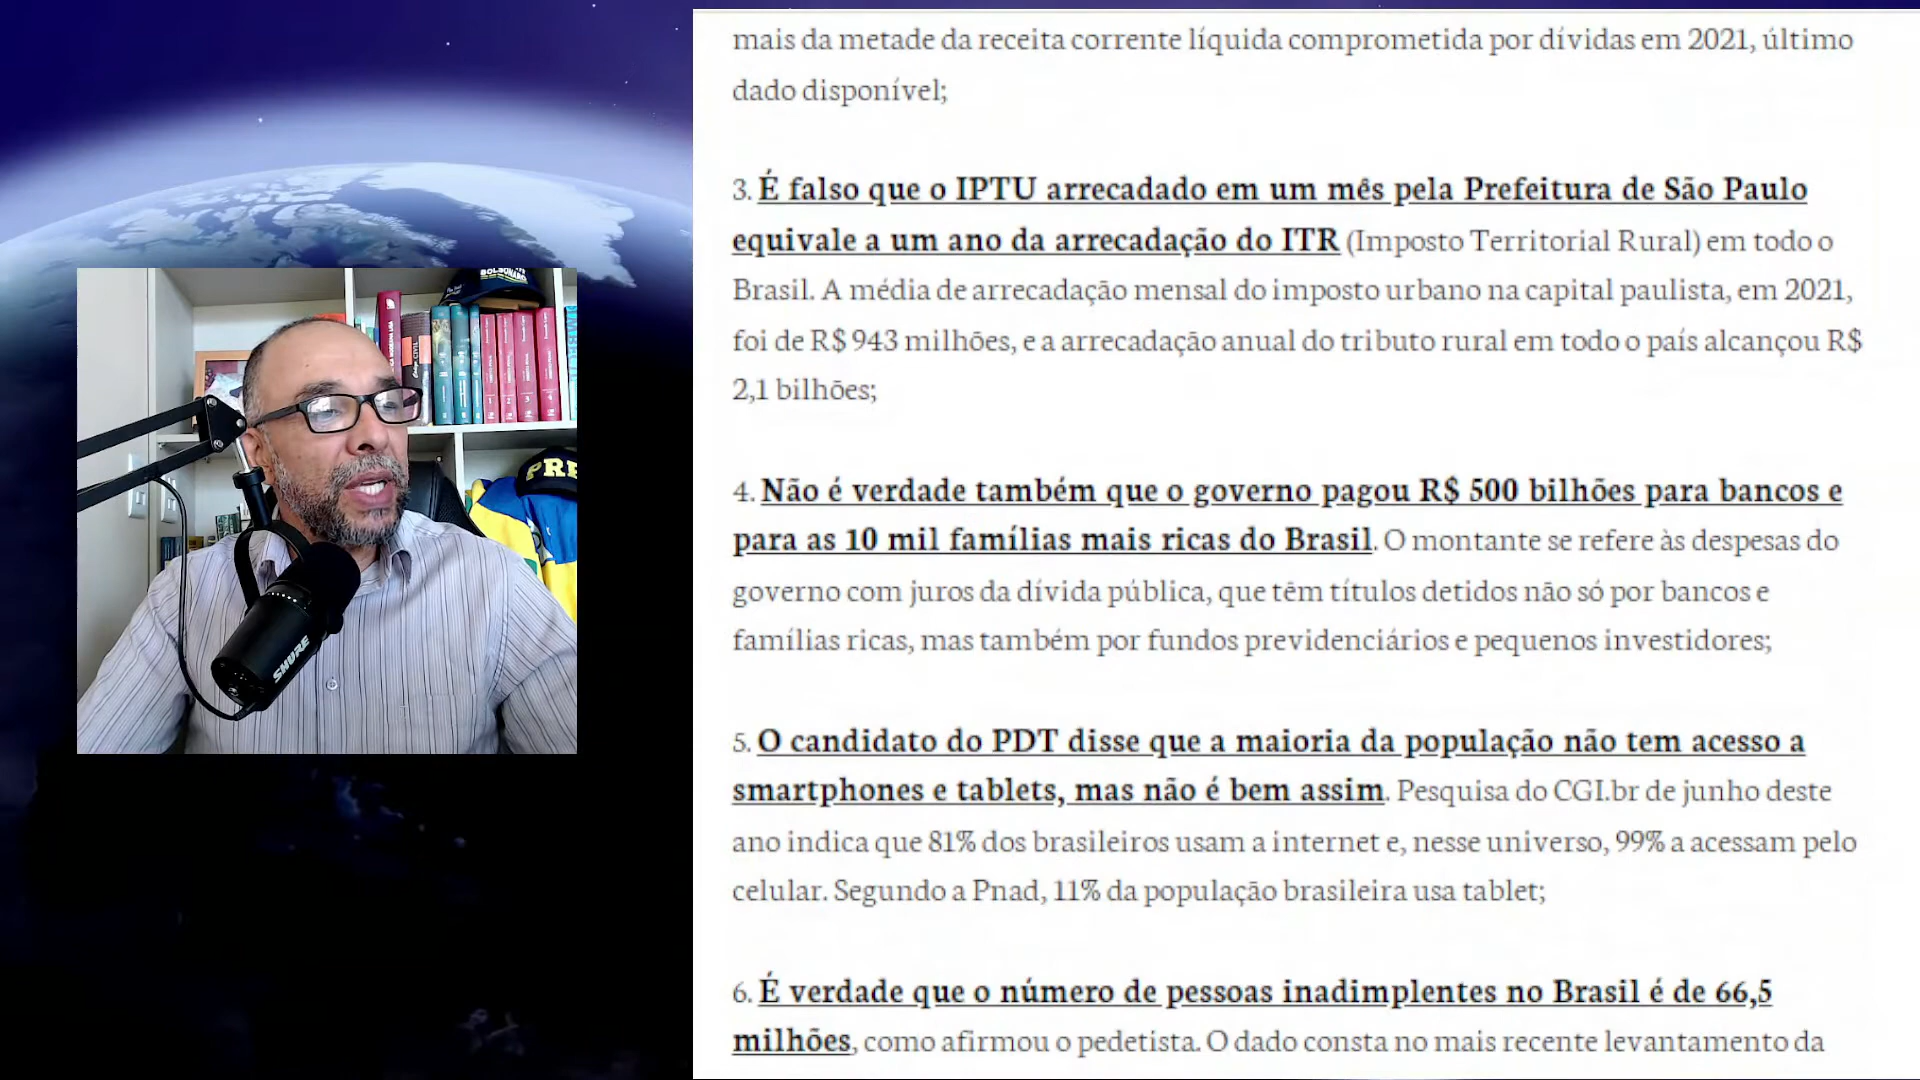 mais da metade da receita corrente líquida comprometida por dívidas em 2021, último
dado disponível;
3. É falso que o IPTU arrecadado em um mês pela Prefeitura de São Paulo
equivale a um ano da arrecadação do ITR (Imposto Territorial Rural) em todo o
Brasil. A média de arrecadação mensal do imposto urbano na capital paulista, em 2021,
foi de R$ 943 milhões, e a arrecadação anual do tributo rural em todo o país alcançou R$
2,1 bilhões;
4. Não é verdade também que o governo pagou R$ 500 bilhões para bancos e
para as 10 mil famílias mais ricas do Brasil. O montante se refere às despesas do
governo com juros da dívida pública, que têm títulos detidos não só por bancos e
famílias ricas, mas também por fundos previdenciários e pequenos investidores;
5. O candidato do PDT disse que a maioria da população não tem acesso a
smartphones e tablets, mas não é bem assim. Pesquisa do CGI.br de junho deste
ano indica que 81% dos brasileiros usam a internet e, nesse universo, 99% a acessam pelo
celular. Segundo a Pnad, 11% da população brasileira usa tablet;
6. É verdade que o número de pessoas inadimplentes no Brasil é de 66,5
milhões, como afirmou o pedetista. O dado consta no mais recente levantamento da
BOLSONARO
SHURE